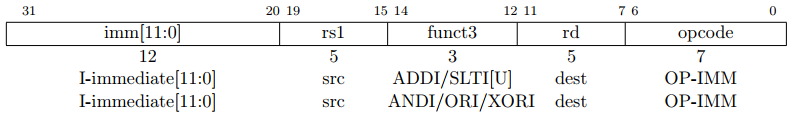 31 20 19 15 14 12 11 7 6 0
imm[11:0] rs1 funct3 rd opcode
12 5 3 5 7
I-immediate[11:0] src ADDI/SLTI[U] dest OP-IMM
I-immediate[11:0] src ANDI/ORI/XORI dest OP-IMM